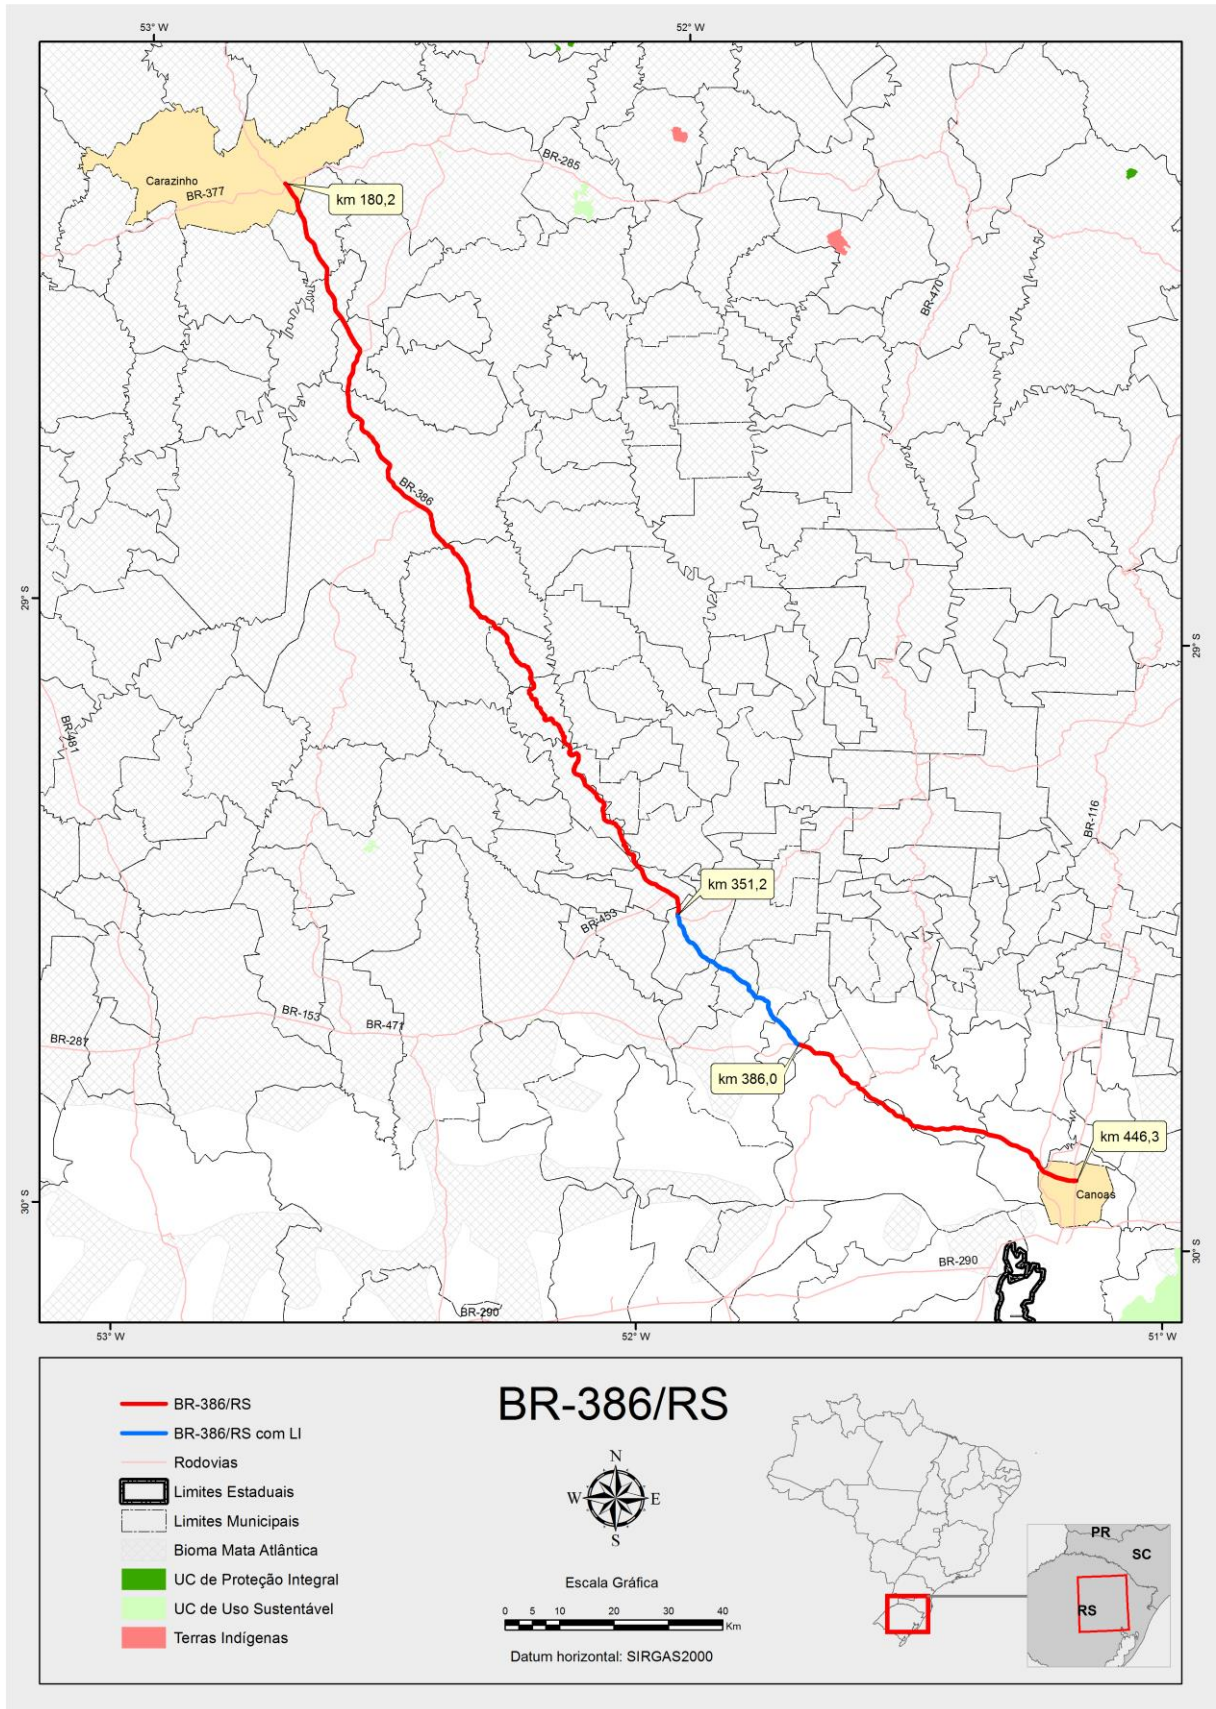 53° W
52° W
Carazinho
BR-377
km 180,2
BR-285
BR-470
BR-386
29° S
29° S
BR-481
BR-116
km 351,2
BR-453
BR-153
BR-471
BR-287
km 386,0
km 446,3
Canoas
30° S
30° S
BR-290
BR-290
53° W
52° W
51° W
BR-386/RS
BR-386/RS com LI
Rodovias
Limites Estaduais
Limites Municipais
Bioma Mata Atlântica
UC de Proteção Integral
UC de Uso Sustentável
Terras Indígenas
BR-386/RS
N
W
E
S
Escala Gráfica
0 5 10 20 30 40
Km
Datum horizontal: SIRGAS2000
PR
SC
RS